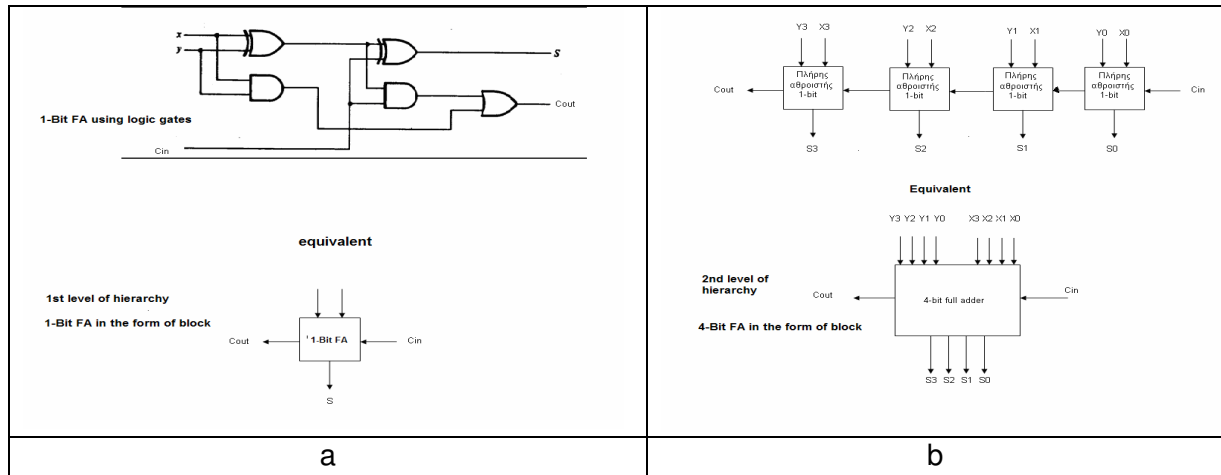 x
y
S
Cout
1-Bit FA using logic gates
Cin
equivalent
1st level of hierarchy
1-Bit FA in the form of block
Cout
1-Bit FA
Cin
S
a
Y3 X3 Y2 X2 Y1 X1 Y0 X0
Πλήρης αθροιστής 1-bit
Πλήρης αθροιστής 1-bit
Πλήρης αθροιστής 1-bit
Πλήρης αθροιστής 1-bit
Cout
Cin
S3 S2 S1 S0
Equivalent
Y3 Y2 Y1 Y0 X3 X2 X1 X0
2nd level of
hierarchy
Cout
4-bit full adder
Cin
4-Bit FA in the form of block
S3 S2 S1 S0
b